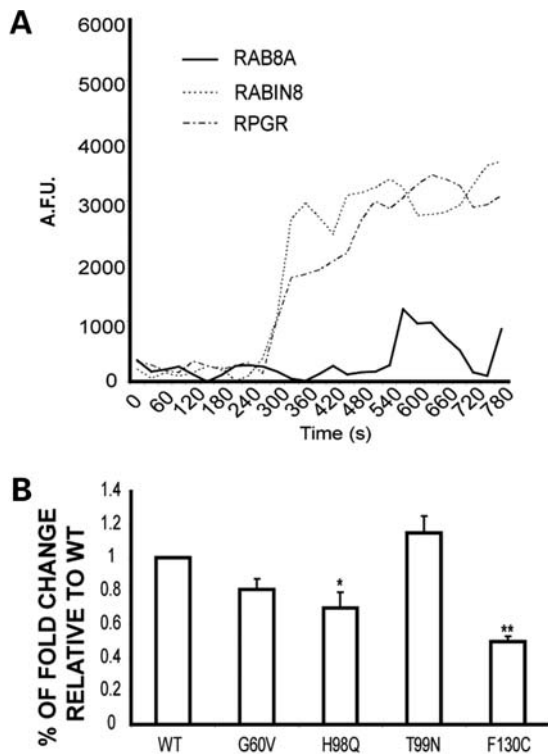 A
6000
5000
4000
3000
2000
1000
0
A.F.U.
RAB8A
RABIN8
RPGR
0 60 120 180 240 300 360 420 480 540 600 660 720 780
Time (s)
B
% OF FOLD CHANGE
RELATIVE TO WT
1.4
1.2
1
0.8
0.6
0.4
0.2
0
*
**
WT G60V H98Q T99N F130C